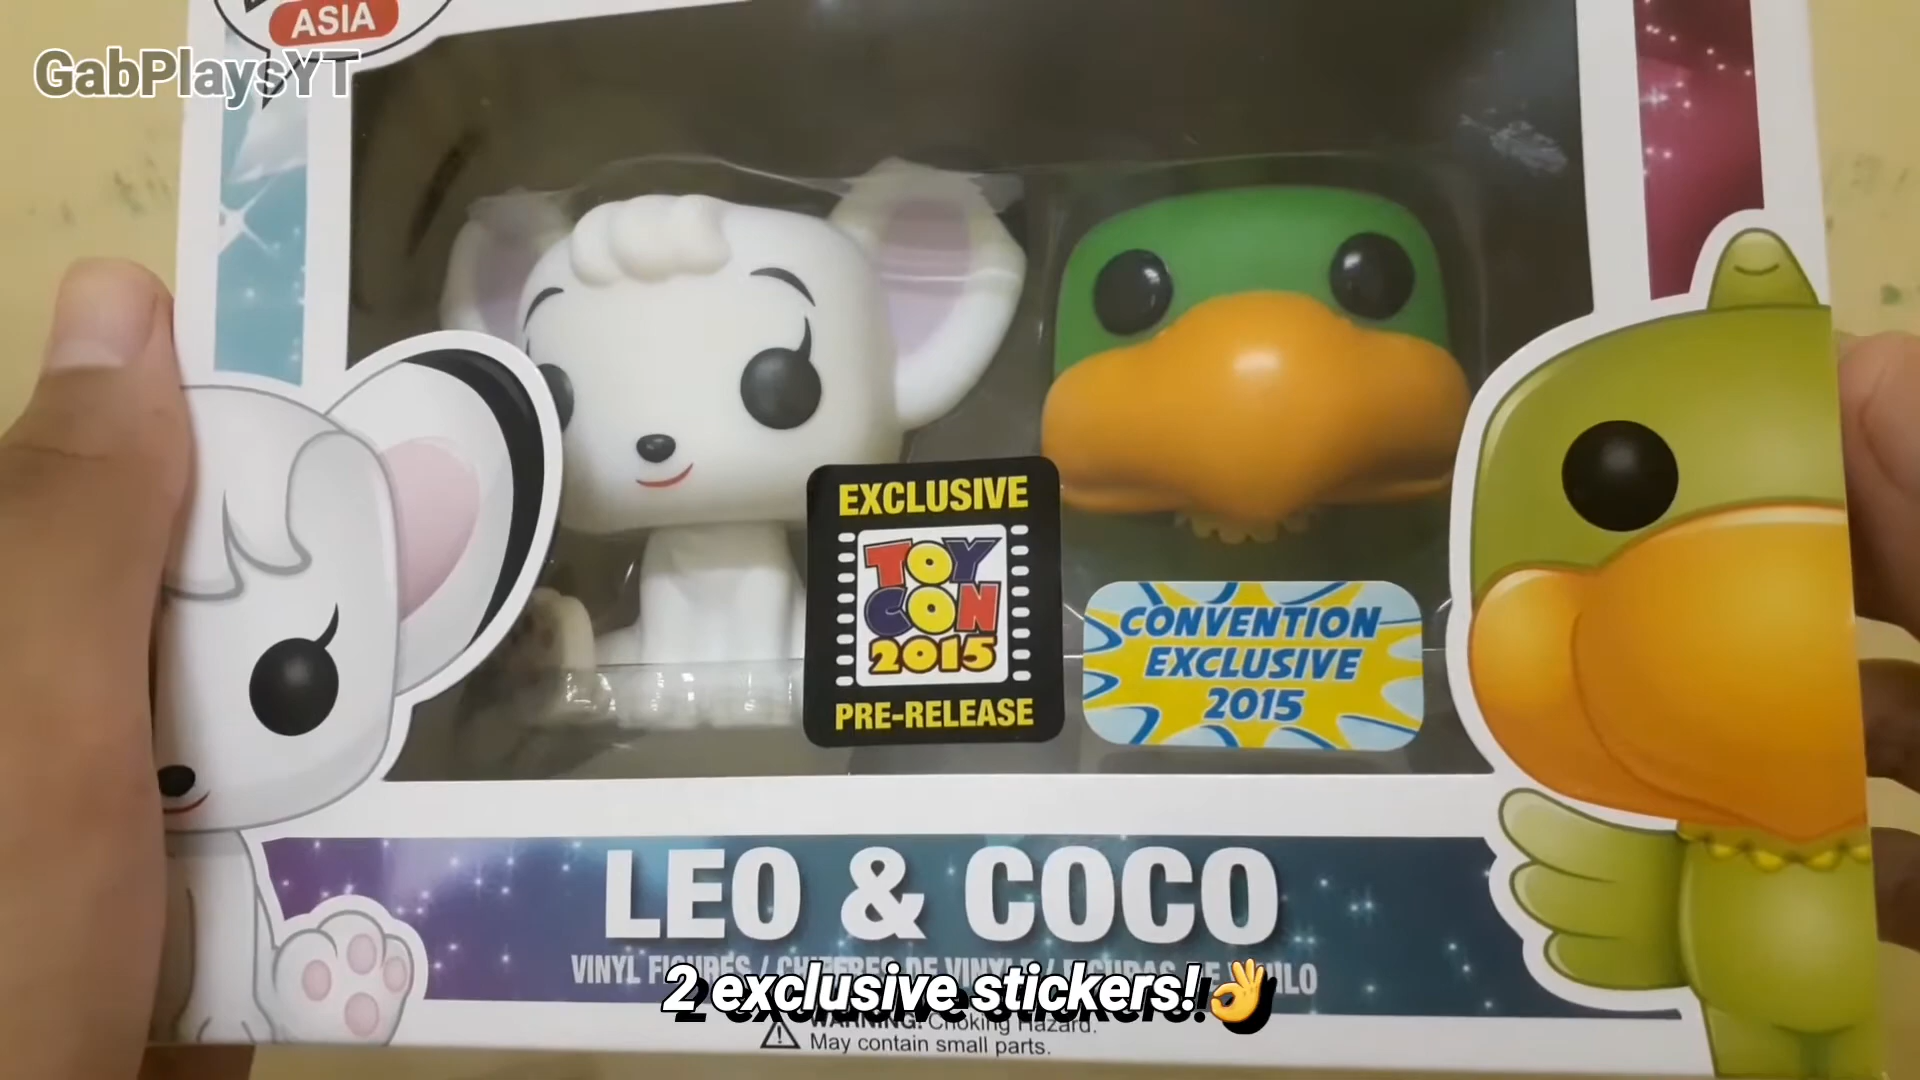 ASIA
GabPlaysYT
EXCLUSIVE
TOY
CON
2015
PRE-RELEASE
CONVENTION
EXCLUSIVE
2015
LEO & COCO
VINYL FIGURES /
2 exclusive stickers!👌
WARNING: Choking Hazard.
May contain small parts.